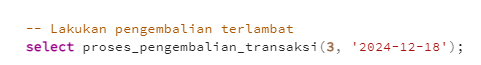 -- Lakukan pengembalian terlambat
select proses_pengembalian_transaksi(3, '2024-12-18');